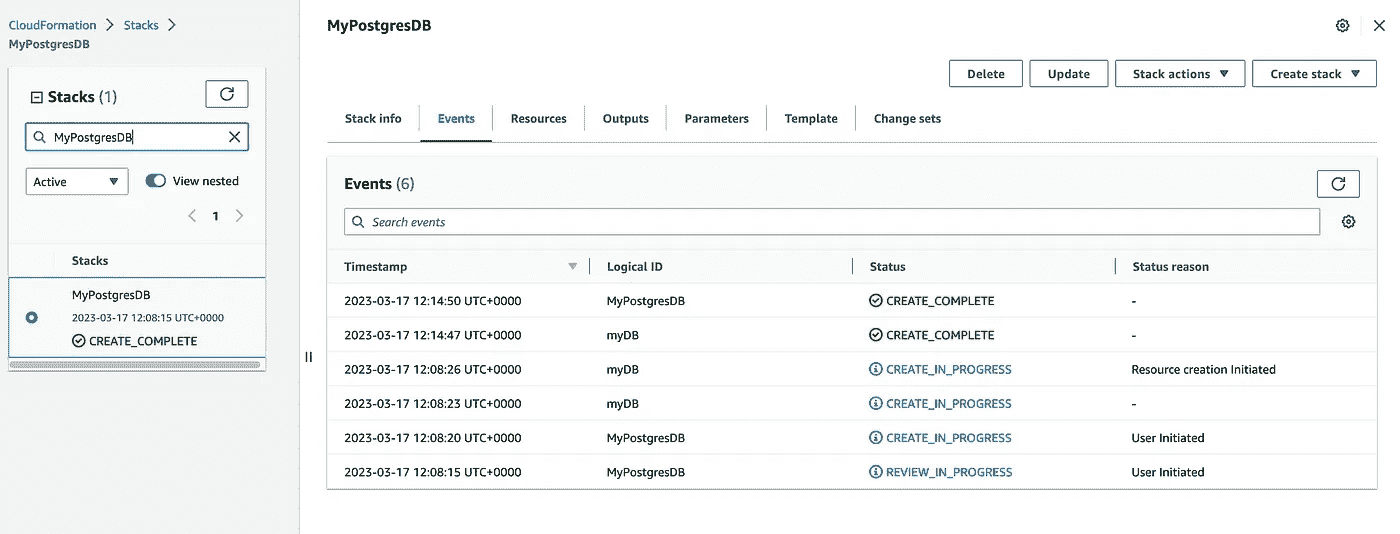 CloudFormation > Stacks >
MyPostgresDB
Stacks (1)
MyPostgresDB
Active
View nested
1
Stacks
MyPostgresDB
2023-03-17 12:08:15 UTC+0000
CREATE_COMPLETE
MyPostgresDB
Delete Update Stack actions Create stack
Stack info Events Resources Outputs Parameters Template Change sets
Events (6)
Search events
Timestamp Logical ID Status Status reason
2023-03-17 12:14:50 UTC+0000 MyPostgresDB CREATE_COMPLETE -
2023-03-17 12:14:47 UTC+0000 myDB CREATE_COMPLETE -
2023-03-17 12:08:26 UTC+0000 myDB CREATE_IN_PROGRESS Resource creation Initiated
2023-03-17 12:08:23 UTC+0000 myDB CREATE_IN_PROGRESS -
2023-03-17 12:08:20 UTC+0000 MyPostgresDB CREATE_IN_PROGRESS User Initiated
2023-03-17 12:08:15 UTC+0000 MyPostgresDB REVIEW_IN_PROGRESS User Initiated